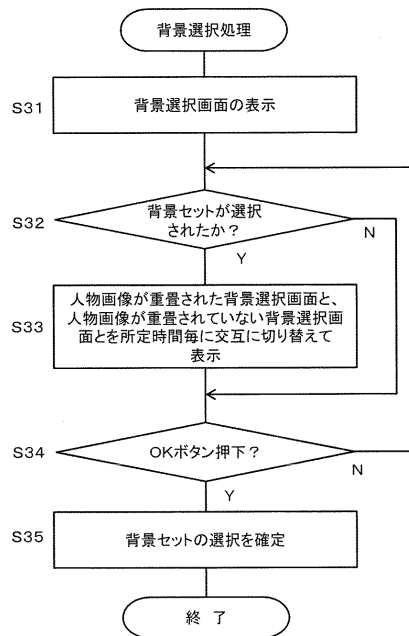 背景選択処理
S31
背景選択画面の表示
S32
背景セットが選択
されたか？
N
Y
S33
人物画像が重畳された背景選択画面と、
人物画像が重畳されていない背景選択画
面とを所定時間毎に交互に切り替えて
表示
S34
OKボタン押下？
N
Y
S35
背景セットの選択を確定
終 了